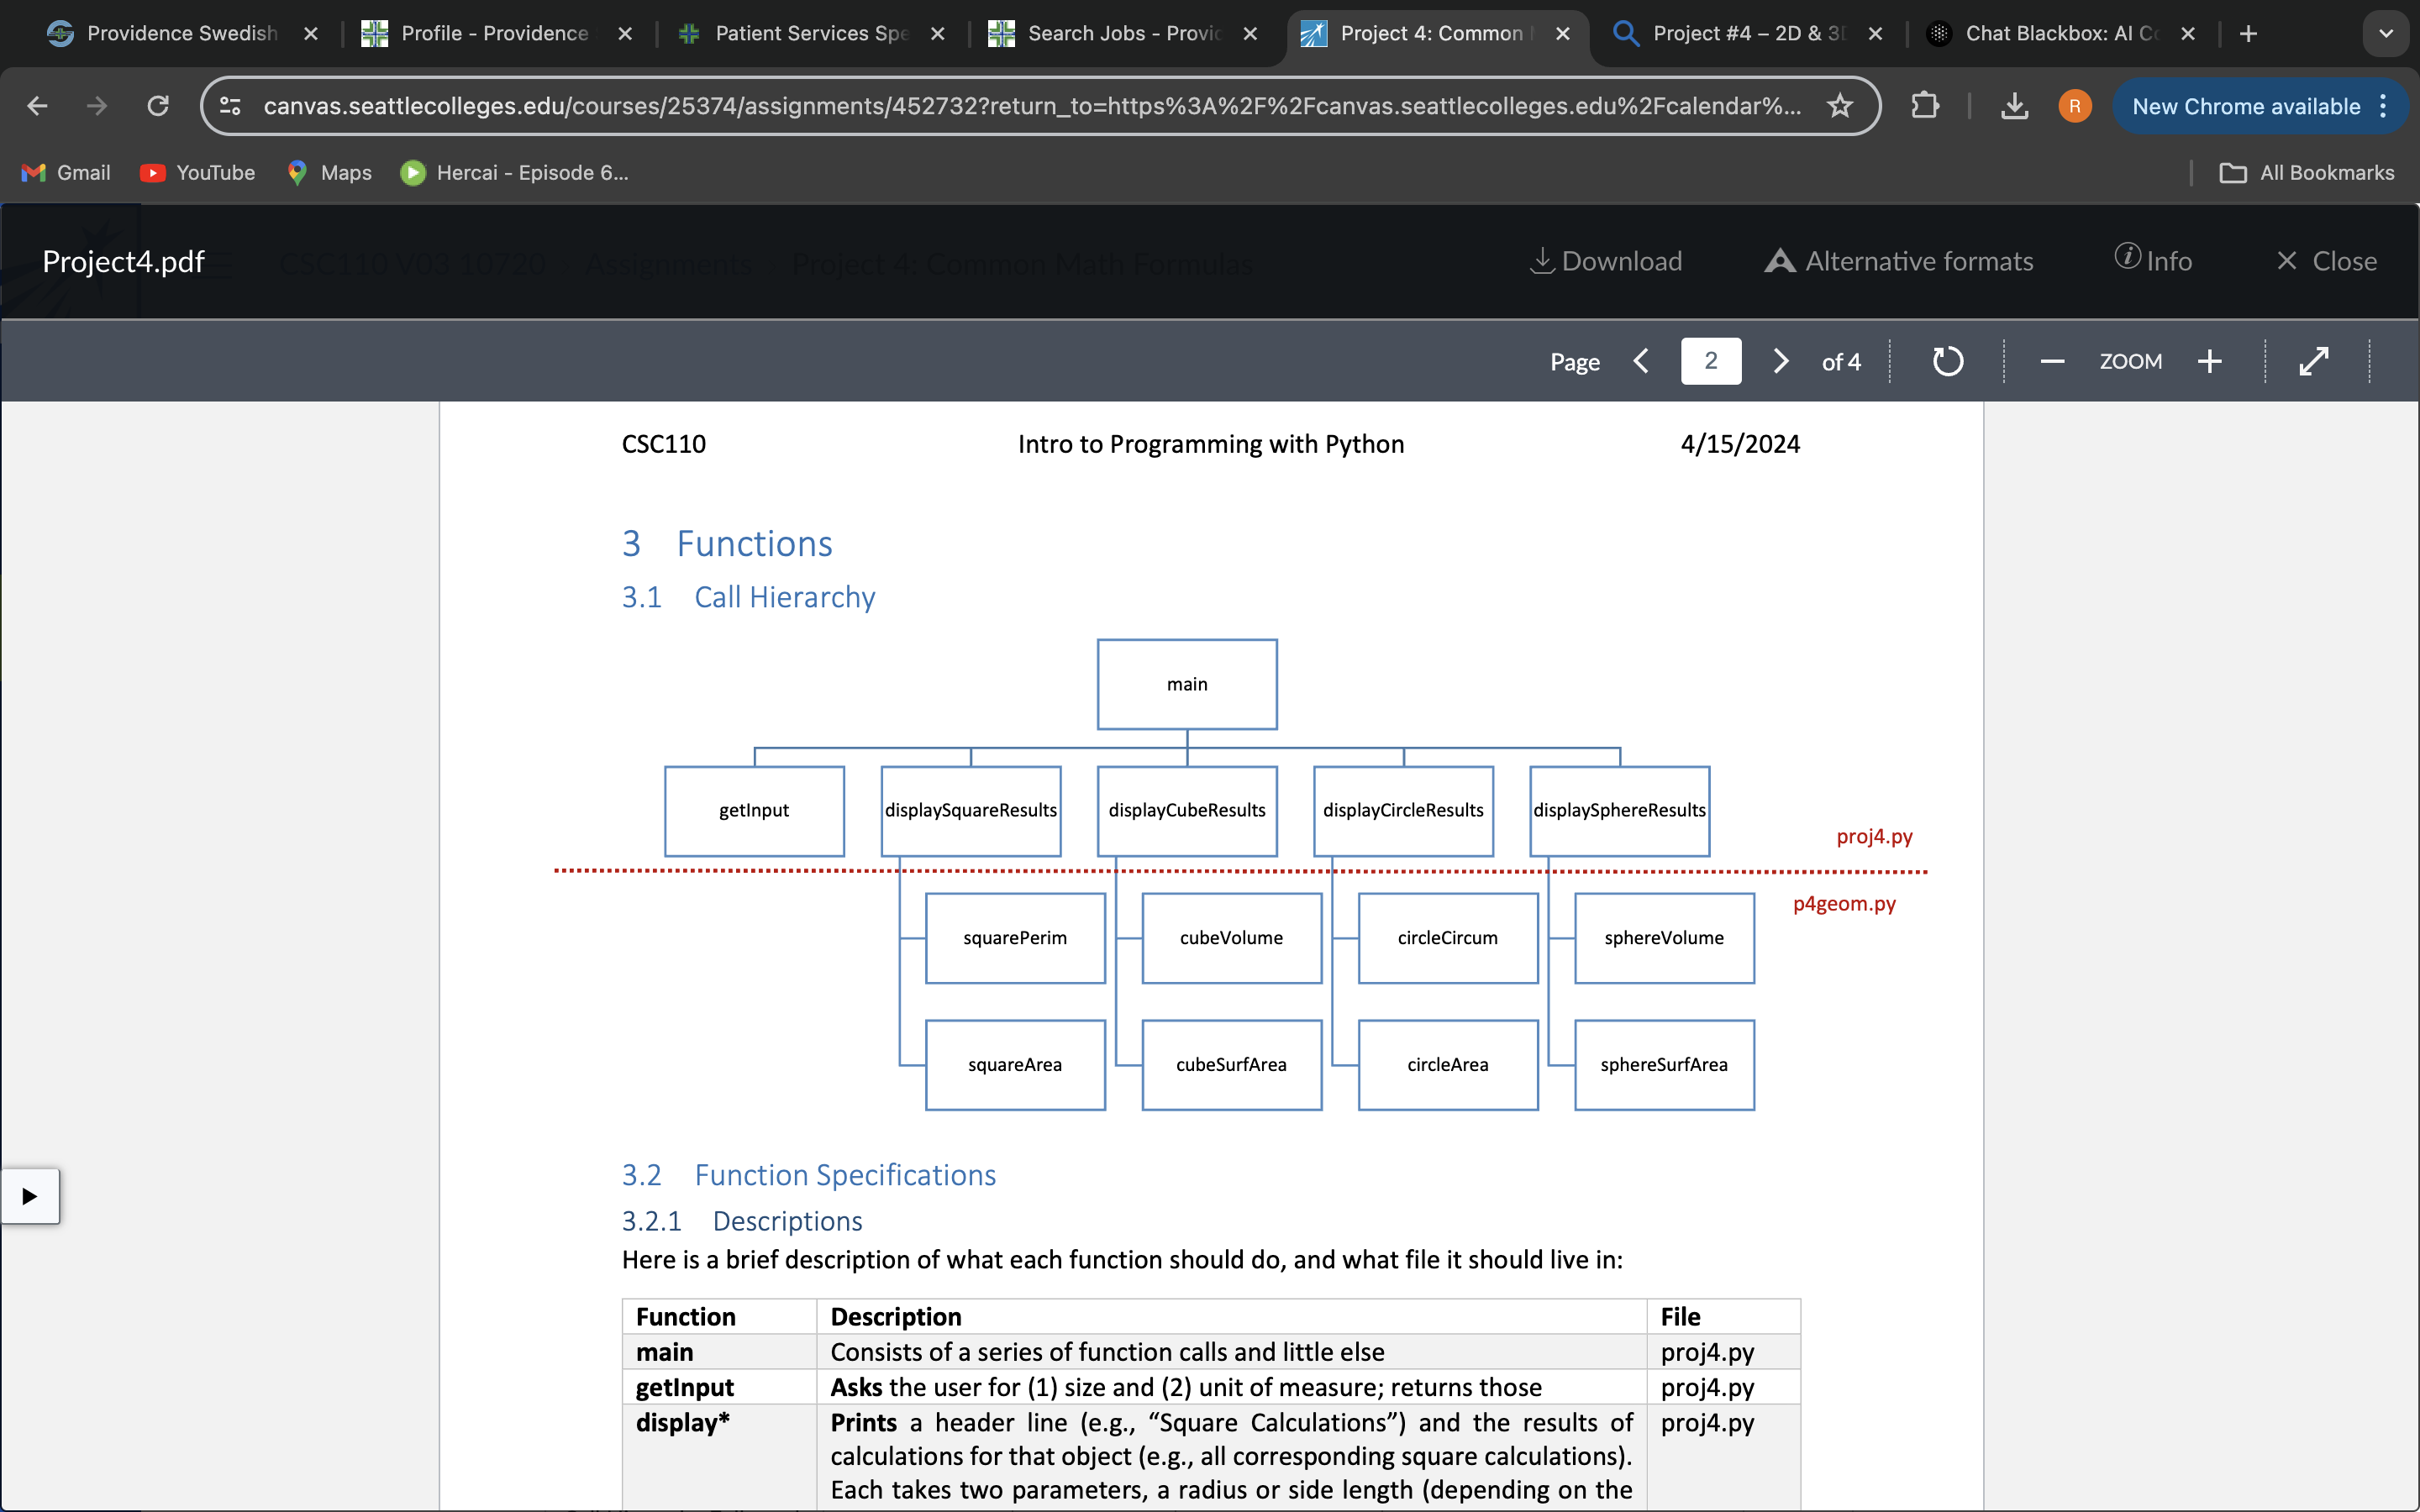 Providence Swedish
Profile - Providence
Patient Services Spe
Search Jobs - Provid
Project 4: Common
Project #4 – 2D & 3D
Chat Blackbox: AI Co
canvas.seattlecolleges.edu/courses/25374/assignments/452732?return_to=https%3A%2F%2Fcanvas.seattlecolleges.edu%2Fcalendar%...
R
New Chrome available
Gmail
YouTube
Maps
Hercai - Episode 6...
All Bookmarks
Project4.pdf
CSC110 V03 10720
Assignments
Project 4: Common Math Formulas
Download
Alternative formats
Info
Close
Page
2
of 4
ZOOM
CSC110
Intro to Programming with Python
4/15/2024
3 Functions
3.1 Call Hierarchy
main
getInput
displaySquareResults
displayCubeResults
displayCircleResults
displaySphereResults
proj4.py
p4geom.py
squarePerim
cubeVolume
circleCircum
sphereVolume
squareArea
cubeSurfArea
circleArea
sphereSurfArea
3.2 Function Specifications
3.2.1 Descriptions
Here is a brief description of what each function should do, and what file it should live in:
Function Description File
main Consists of a series of function calls and little else proj4.py
getInput Asks the user for (1) size and (2) unit of measure; returns those proj4.py
display* Prints a header line (e.g., “Square Calculations”) and the results of proj4.py
calculations for that object (e.g., all corresponding square calculations).
Each takes two parameters, a radius or side length (depending on the